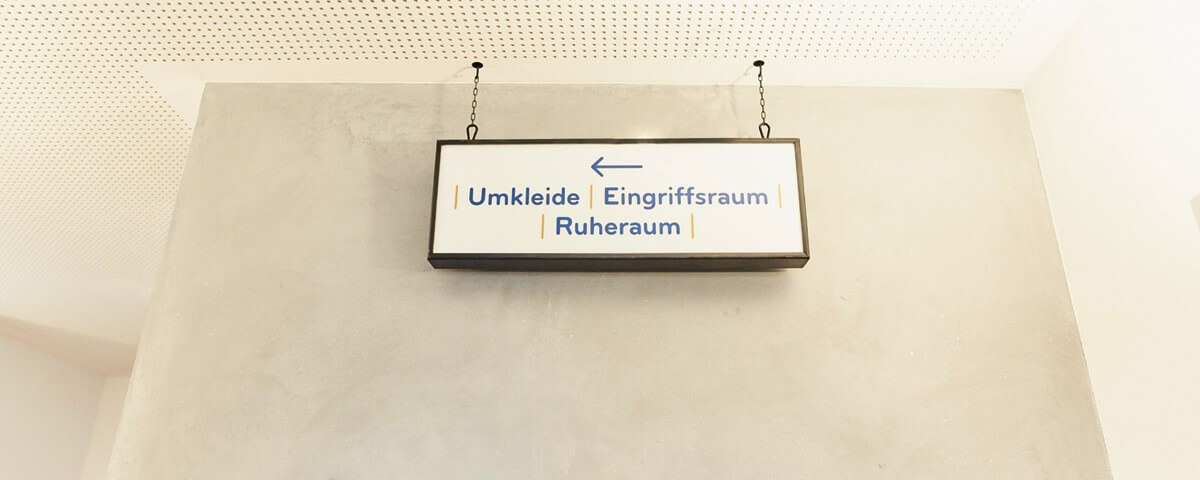 ←
| Umkleide | Eingriffsraum |
| Ruheraum |